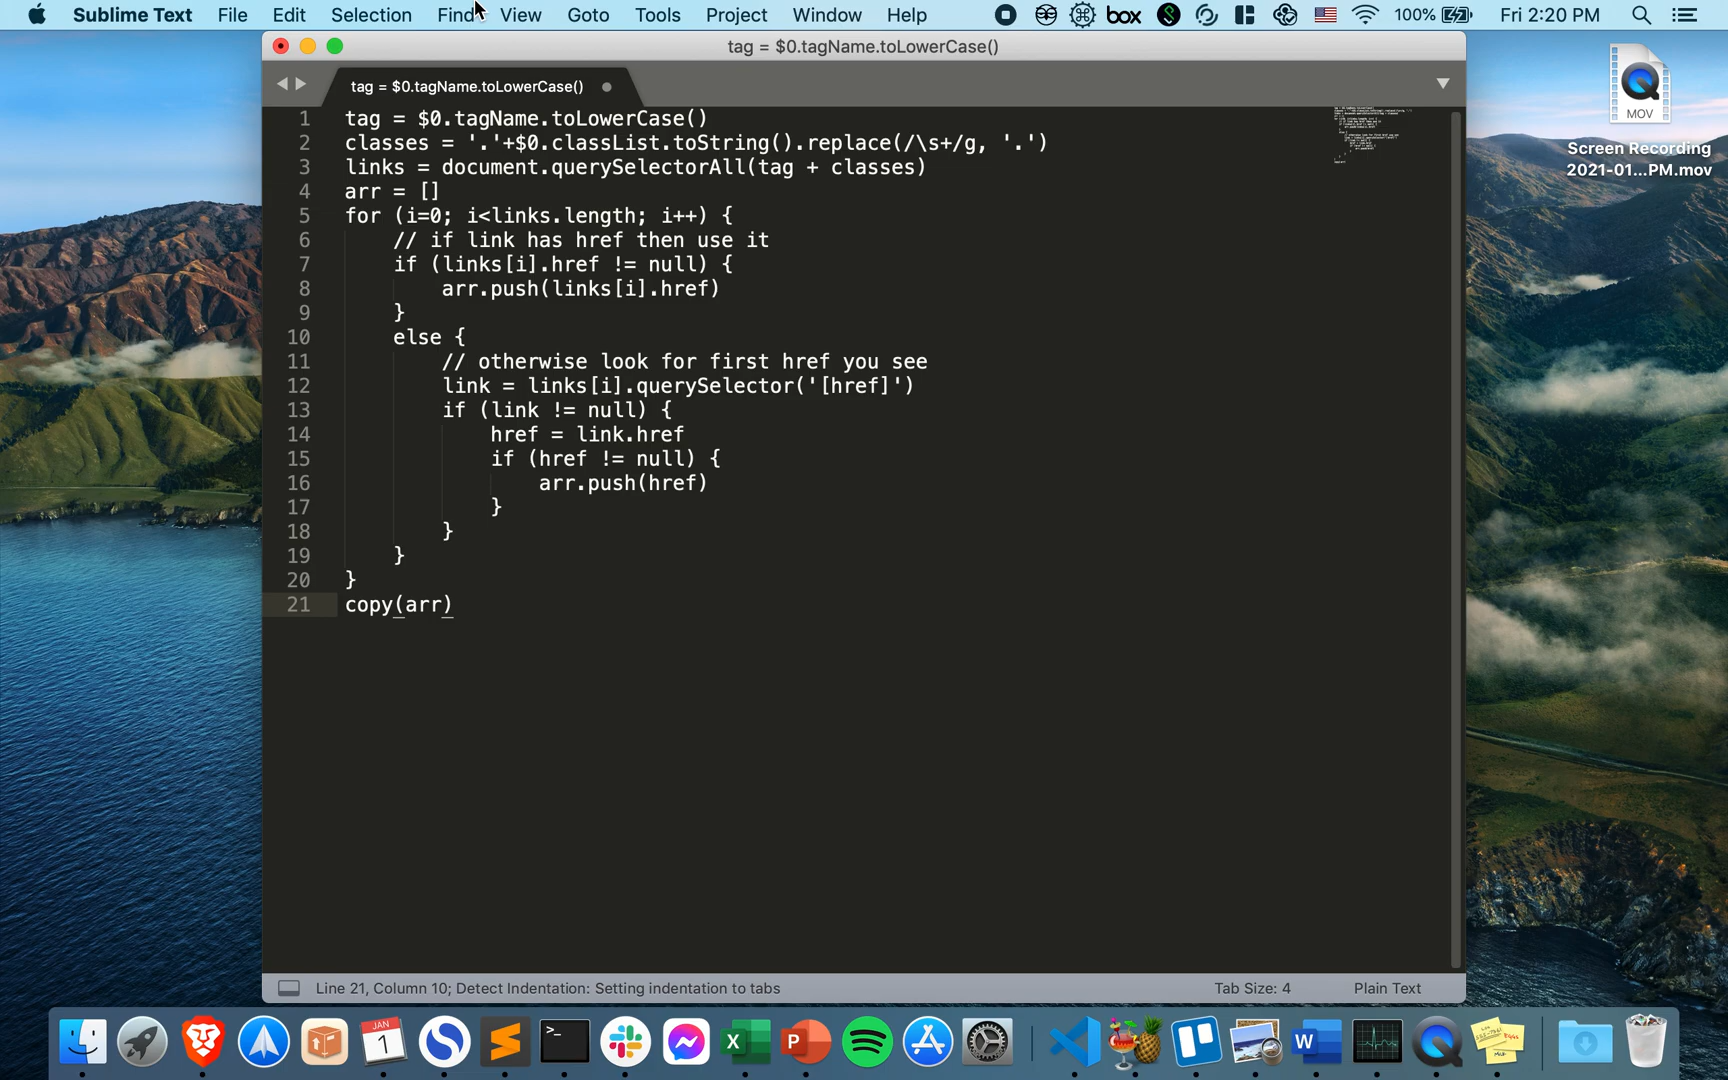 Sublime Text File Edit Selection Find View Goto Tools Project Window Help box 100% Fri 2:20 PM
tag = $0.tagName.toLowerCase()
tag = $0.tagName.toLowerCase()
1 tag = $0.tagName.toLowerCase()
2 classes = '.'+$0.classList.toString().replace(/\s+/g, '.')
3 links = document.querySelectorAll(tag + classes)
4 arr = []
5 for (i=0; i<links.length; i++) {
6 // if link has href then use it
7 if (links[i].href != null) {
8 arr.push(links[i].href)
9 }
10 else {
11 // otherwise look for first href you see
12 link = links[i].querySelector('[href]')
13 if (link != null) {
14 href = link.href
15 if (href != null) {
16 arr.push(href)
17 }
18 }
19 }
20 }
21 copy(arr)
Line 21, Column 10; Detect Indentation: Setting indentation to tabs
Tab Size: 4
Plain Text
MOV
Screen Recording
2021-01...PM.mov
JAN
1
>_
X
P
W